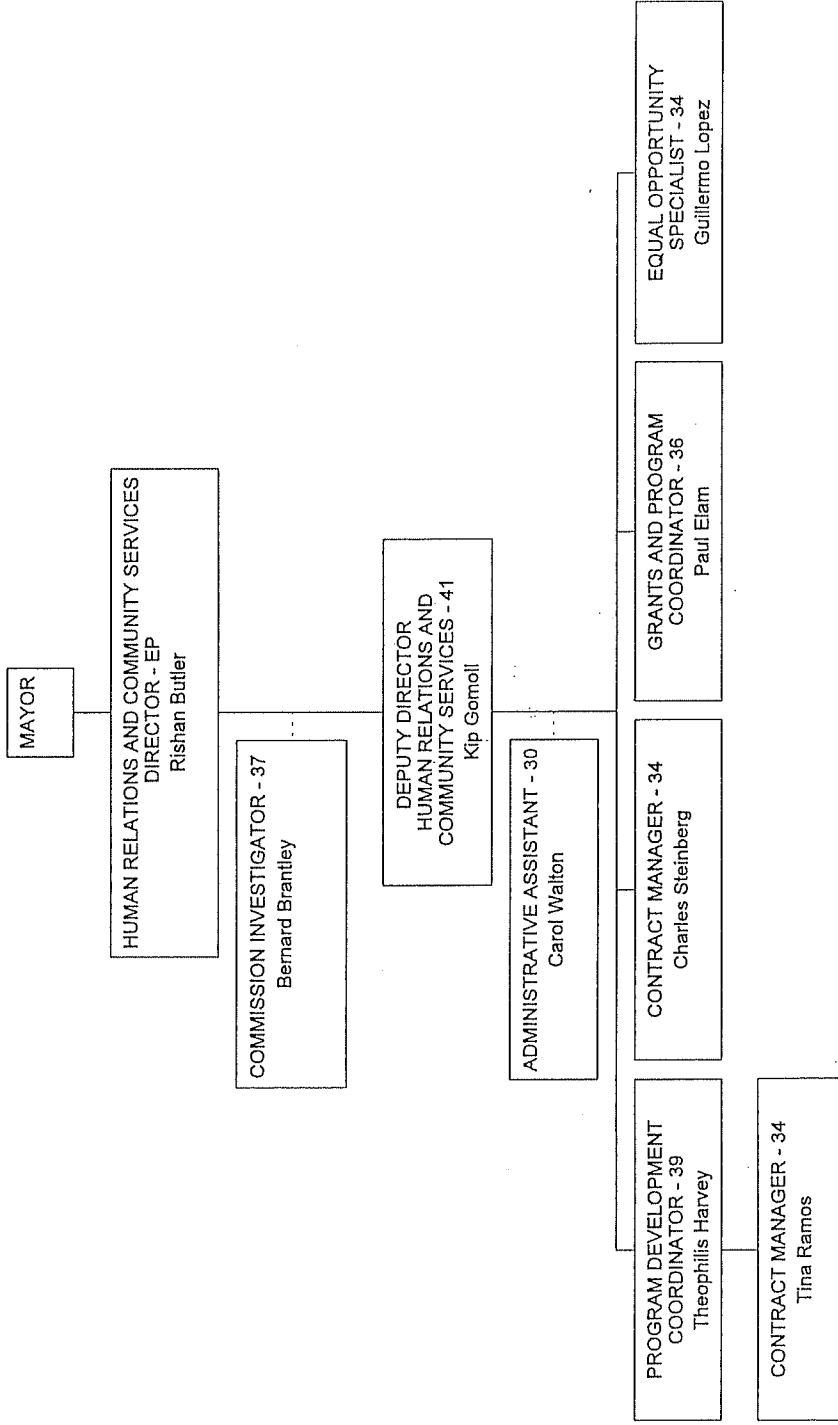 MAYOR
HUMAN RELATIONS AND COMMUNITY SERVICES
DIRECTOR - EP
Rishan Butler
COMMISSION INVESTIGATOR - 37
Bernard Brantley
DEPUTY DIRECTOR
HUMAN RELATIONS AND
COMMUNITY SERVICES - 41
Kip Gomoll
ADMINISTRATIVE ASSISTANT - 30
Carol Walton
PROGRAM DEVELOPMENT
COORDINATOR - 39
Theophilis Harvey
CONTRACT MANAGER - 34
Charles Steinberg
GRANTS AND PROGRAM
COORDINATOR - 36
Paul Elam
EQUAL OPPORTUNITY
SPECIALIST - 34
Guillermo Lopez
CONTRACT MANAGER - 34
Tina Ramos